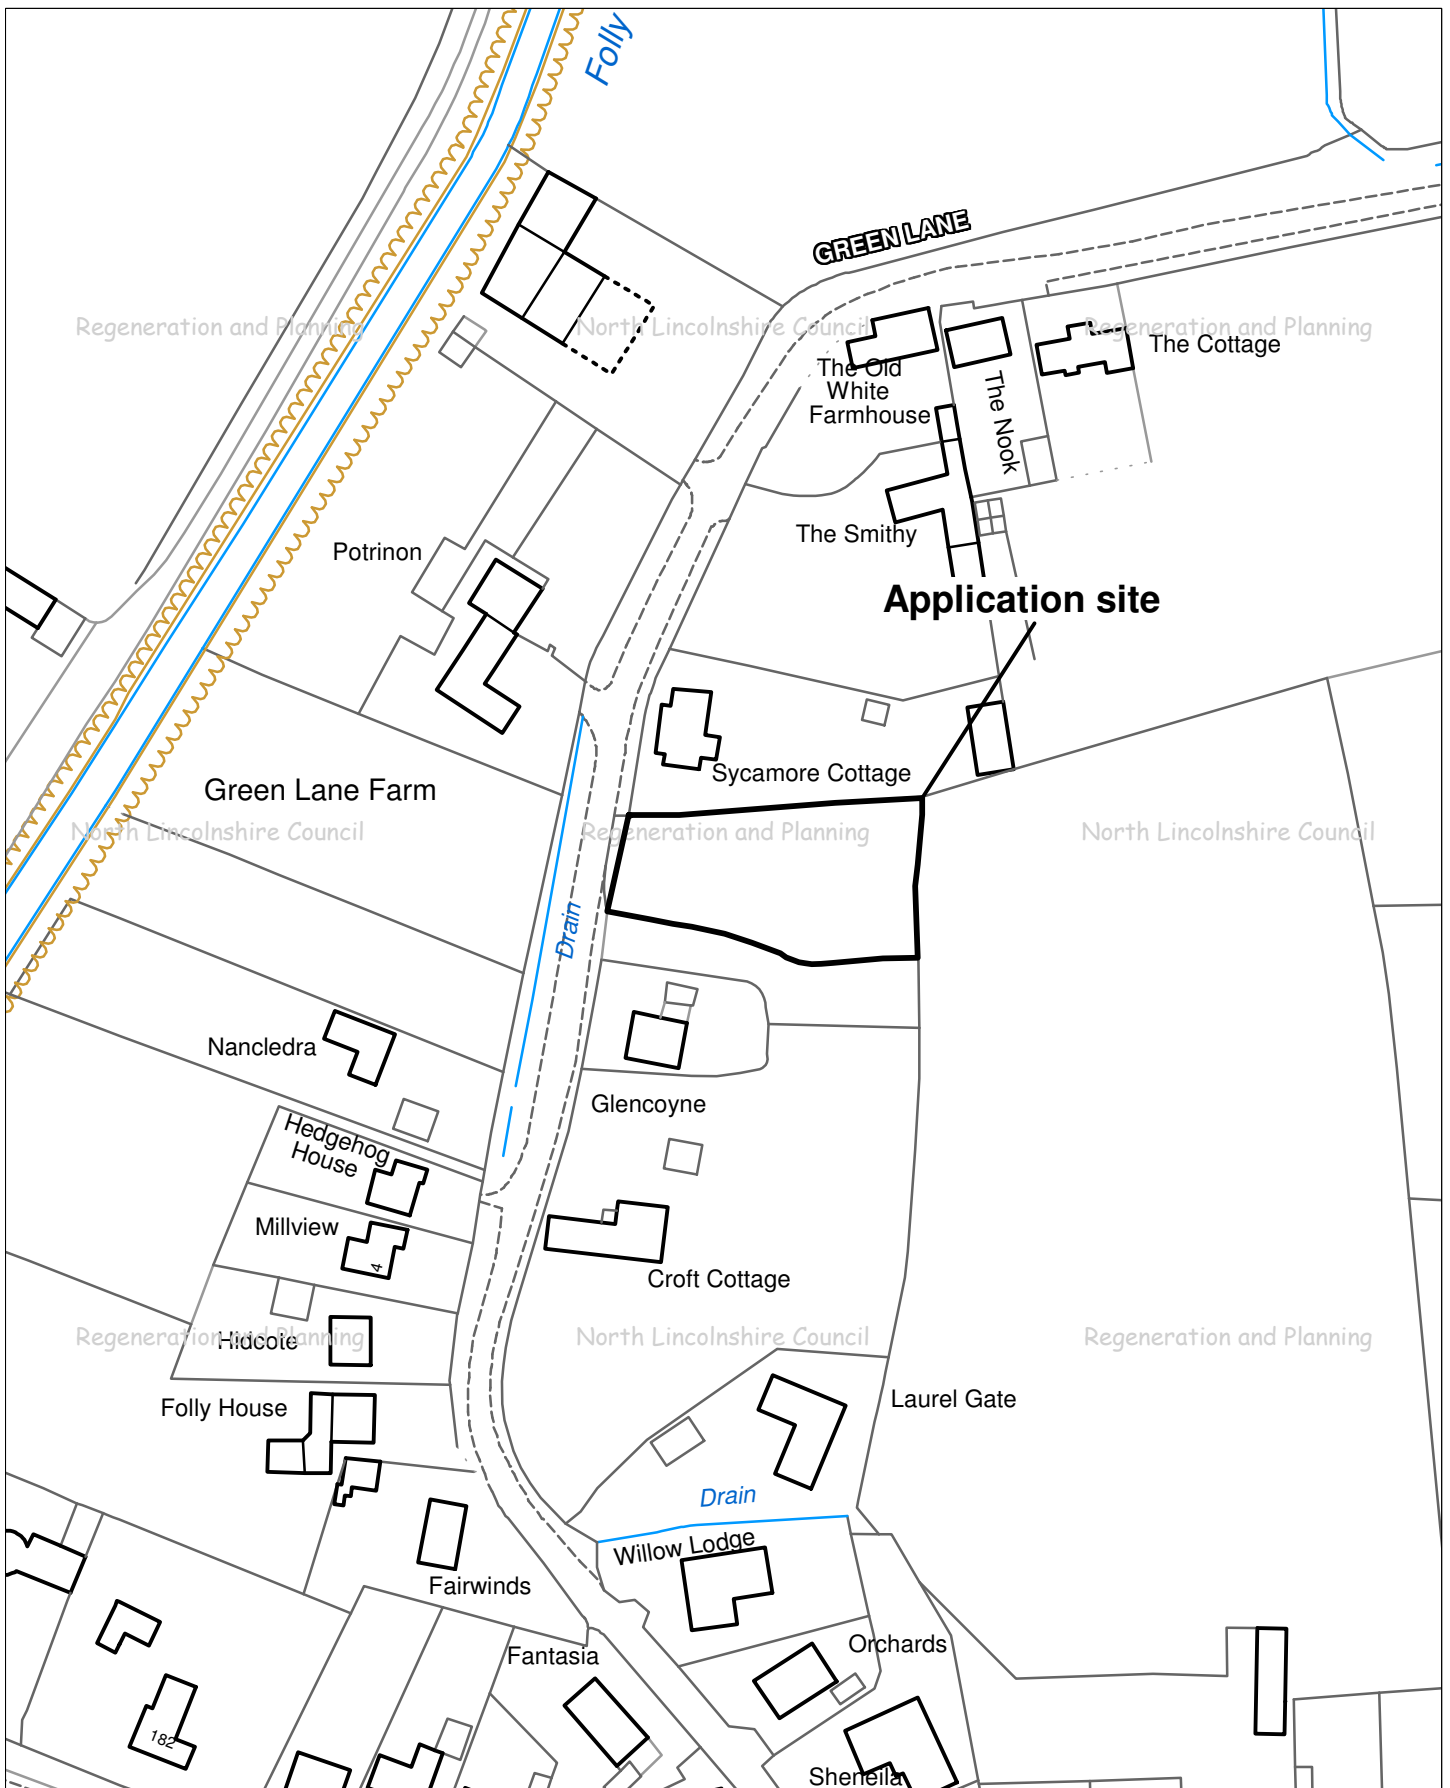 Folly
GREEN LANE
Regeneration and Planning
North Lincolnshire Council
Regeneration and Planning
The Cottage
The Old
White
Farmhouse
The Nook
The Smithy
Potrinon
Application site
Sycamore Cottage
Green Lane Farm
North Lincolnshire Council
Regeneration and Planning
North Lincolnshire Council
Drain
Nancledra
Glencoyne
Hedgehog
House
Millview
4
Croft Cottage
Regeneration and Planning
North Lincolnshire Council
Regeneration and Planning
Hidcote
Folly House
Laurel Gate
Drain
Willow Lodge
Fairwinds
Orchards
Fantasia
182
Sheneila